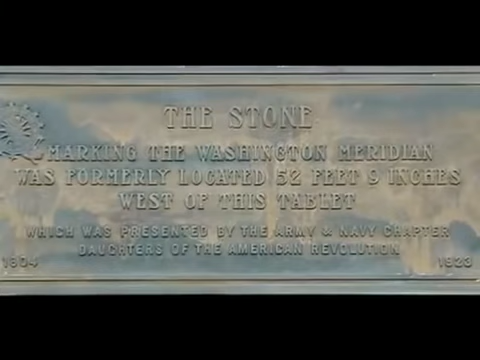 THE STONE
MARKING THE WASHINGTON MERIDIAN
WAS FORMERLY LOCATED 52 FEET 9 INCHES
WEST OF THIS TABLET
WHICH WAS PRESENTED BY THE ARMY & NAVY CHAPTER
DAUGHTERS OF THE AMERICAN REVOLUTION
1804 1923